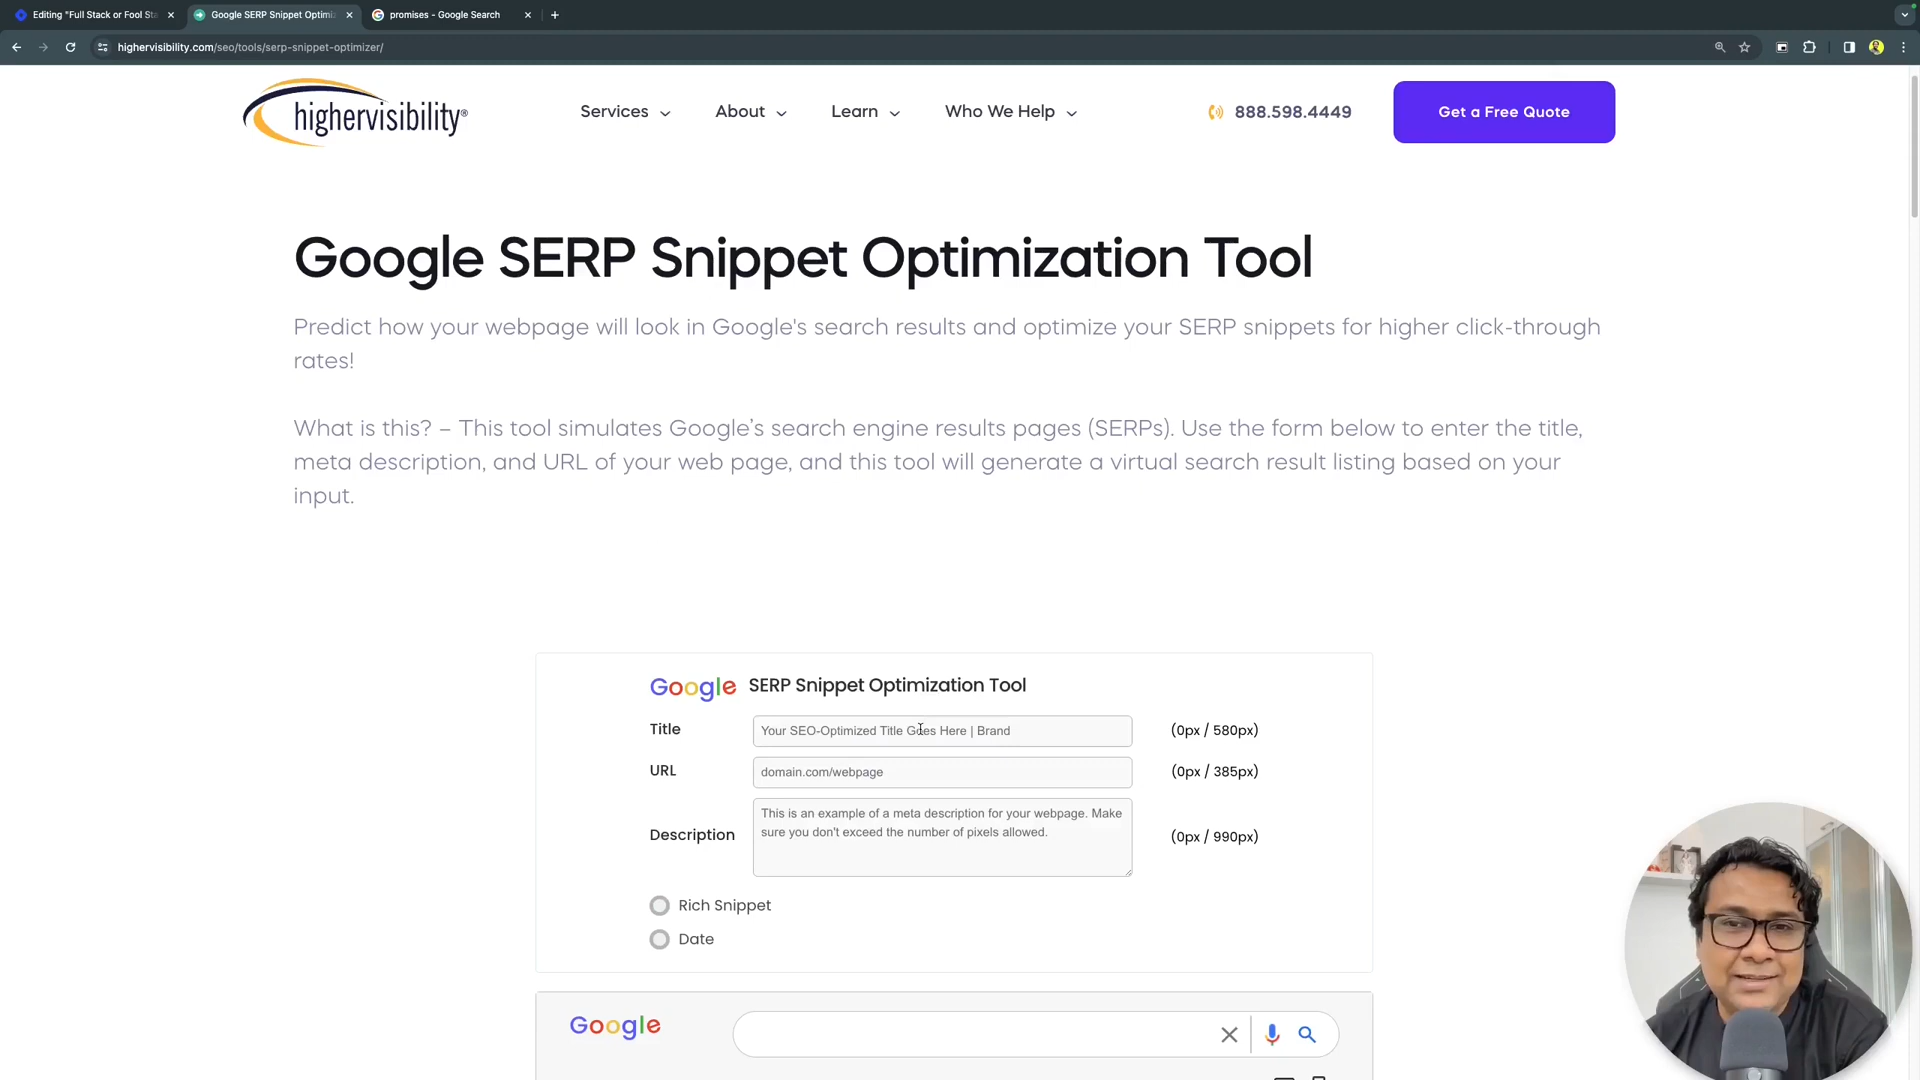 Editing "Full Stack or Fool Sta
Google SERP Snippet Optimiz
promises - Google Search
highervisibility.com/seo/tools/serp-snippet-optimizer/
highervisibility®
Services
About
Learn
Who We Help
888.598.4449
Get a Free Quote
Google SERP Snippet Optimization Tool
Predict how your webpage will look in Google's search results and optimize your SERP snippets for higher click-through
rates!
What is this? – This tool simulates Google’s search engine results pages (SERPs). Use the form below to enter the title,
meta description, and URL of your web page, and this tool will generate a virtual search result listing based on your
input.
Google SERP Snippet Optimization Tool
Title
Your SEO-Optimized Title Goes Here | Brand
(0px / 580px)
URL
domain.com/webpage
(0px / 385px)
Description
This is an example of a meta description for your webpage. Make
sure you don't exceed the number of pixels allowed.
(0px / 990px)
Rich Snippet
Date
Google